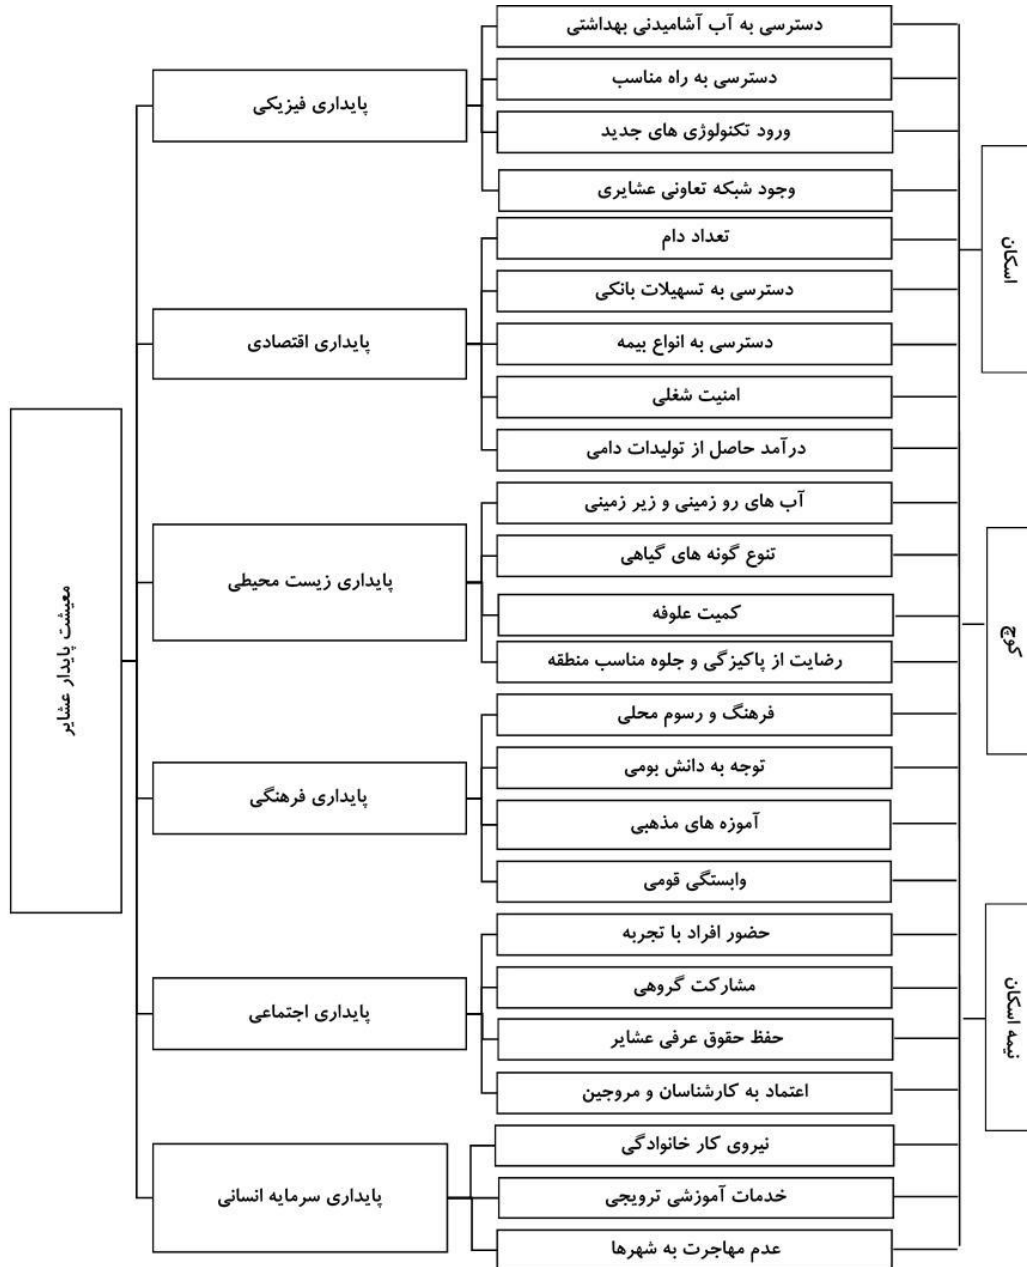 معیشت پایدار عشایر
پایداری فیزیکی
دسترسی به آب آشامیدنی بهداشتی
دسترسی به راه مناسب
ورود تکنولوژی های جدید
وجود شبکه تعاونی عشایری
پایداری اقتصادی
تعداد دام
دسترسی به تسهیلات بانکی
دسترسی به انواع بیمه
امنیت شغلی
درآمد حاصل از تولیدات دامی
پایداری زیست محیطی
آب های رو زمینی و زیر زمینی
تنوع گونه های گیاهی
کمیت علوفه
رضایت از پاکیزگی و جلوه مناسب منطقه
پایداری فرهنگی
فرهنگ و رسوم محلی
توجه به دانش بومی
آموزه های مذهبی
وابستگی قومی
پایداری اجتماعی
حضور افراد با تجربه
مشارکت گروهی
حفظ حقوق عرفی عشایر
اعتماد به کارشناسان و مروجین
پایداری سرمایه انسانی
نیروی کار خانوادگی
خدمات آموزشی ترویجی
عدم مهاجرت به شهرها
اسکان
کوچ
نیمه اسکان